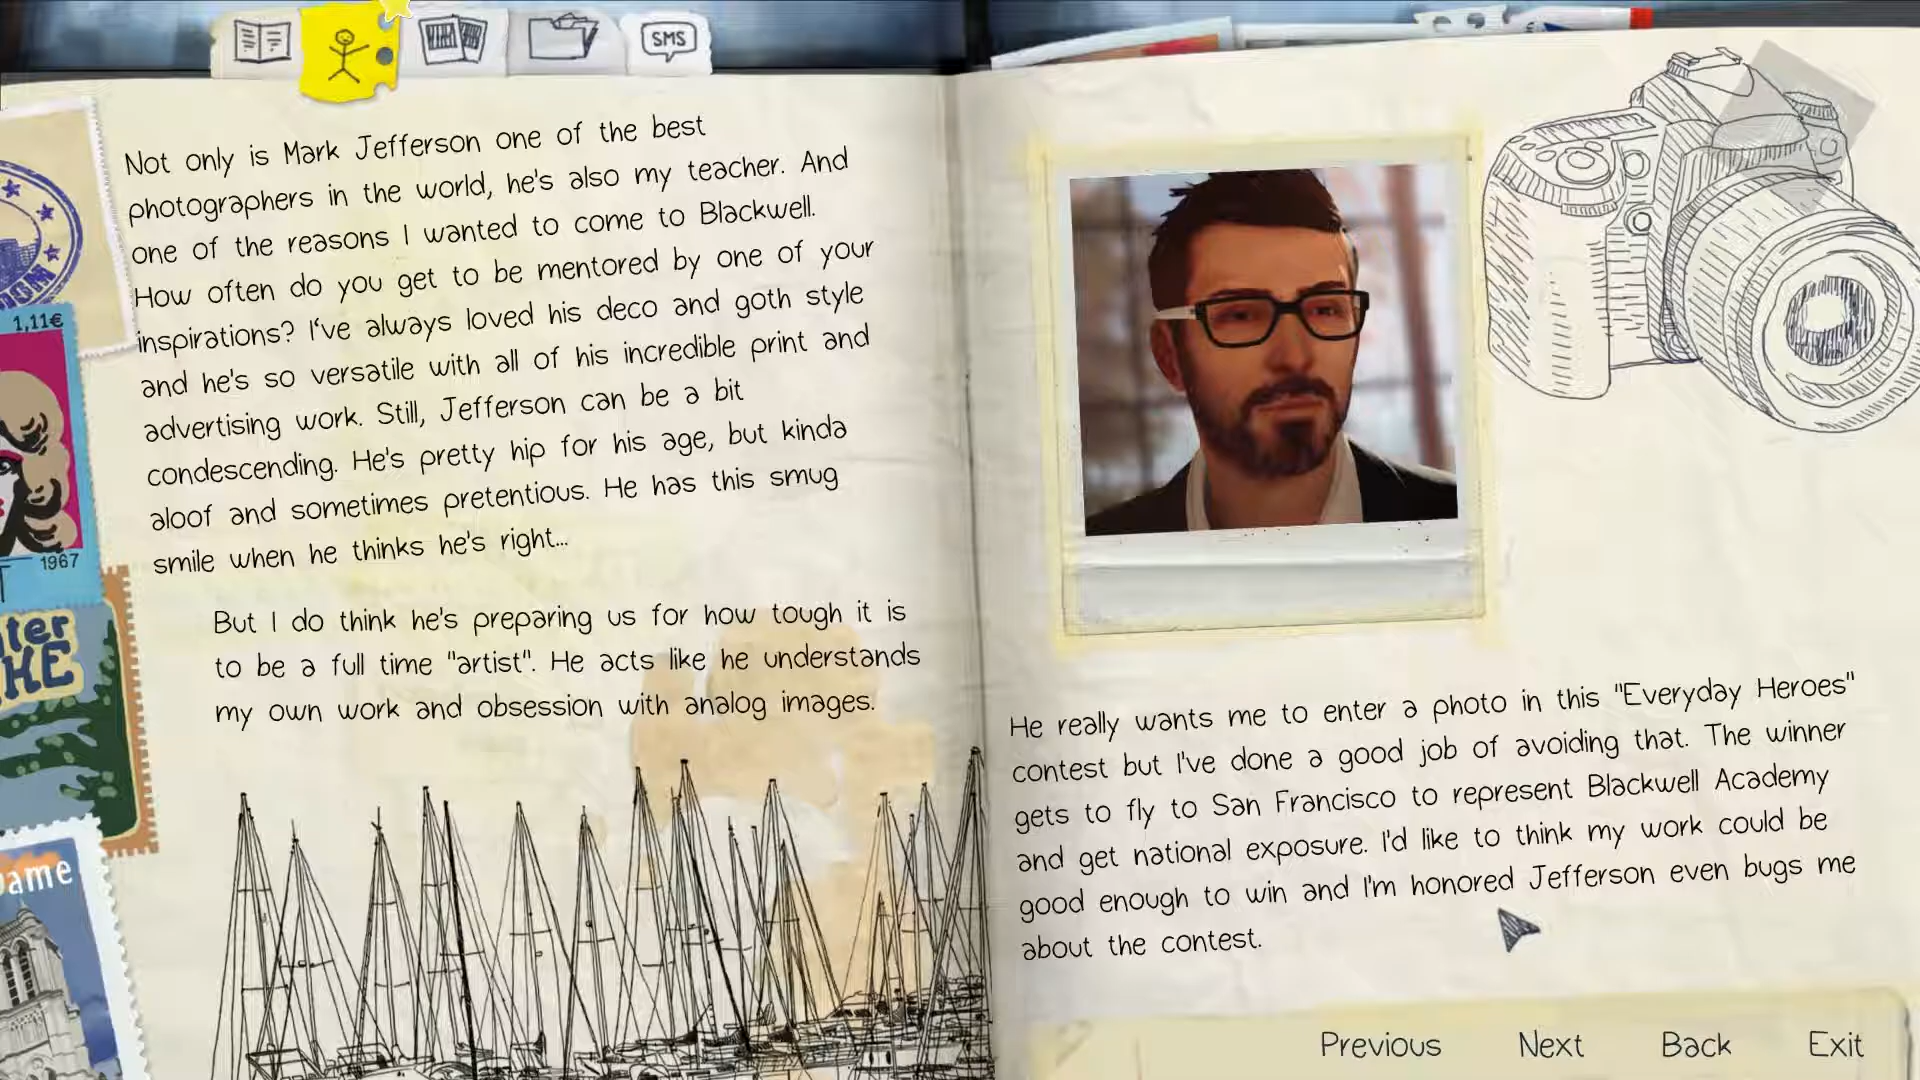 SMS
Not only is Mark Jefferson one of the best
photographers in the world, he's also my teacher. And
one of the reasons I wanted to come to Blackwell.
How often do you get to be mentored by one of your
inspirations? I've always loved his deco and goth style
and he's so versatile with all of his incredible print and
advertising work. Still, Jefferson can be a bit
condescending. He's pretty hip for his age, but kinda
aloof and sometimes pretentious. He has this smug
smile when he thinks he's right...
But I do think he's preparing us for how tough it is
to be a full time "artist". He acts like he understands
my own work and obsession with analog images.
1,11€
1967
He really wants me to enter a photo in this "Everyday Heroes"
contest but I've done a good job of avoiding that. The winner
gets to fly to San Francisco to represent Blackwell Academy
and get national exposure. I'd like to think my work could be
good enough to win and I'm honored Jefferson even bugs me
about the contest.
Previous Next Back Exit